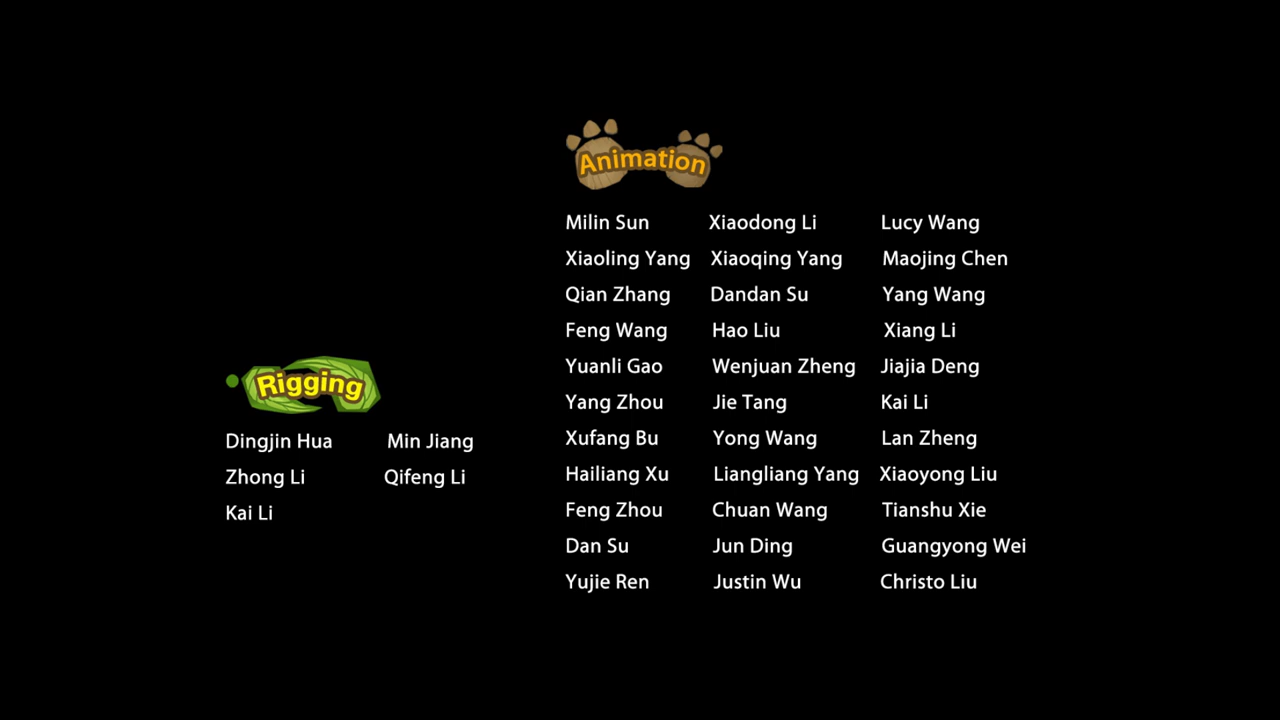 Rigging
Dingjin Hua Min Jiang
Zhong Li Qifeng Li
Kai Li
Animation
Milin Sun Xiaodong Li Lucy Wang
Xiaoling Yang Xiaoqing Yang Maojing Chen
Qian Zhang Dandan Su Yang Wang
Feng Wang Hao Liu Xiang Li
Yuanli Gao Wenjuan Zheng Jiajia Deng
Yang Zhou Jie Tang Kai Li
Xufang Bu Yong Wang Lan Zheng
Hailiang Xu Liangliang Yang Xiaoyong Liu
Feng Zhou Chuan Wang Tianshu Xie
Dan Su Jun Ding Guangyong Wei
Yujie Ren Justin Wu Christo Liu